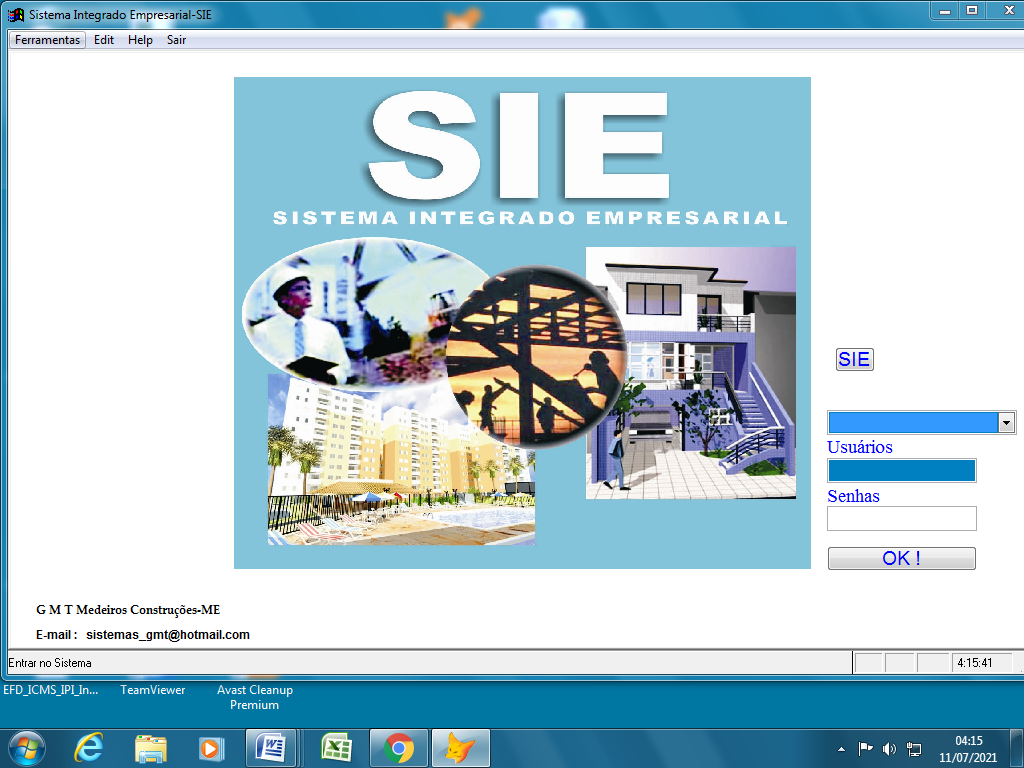 Sistema Integrado Empresarial-SIE
Ferramentas Edit Help Sair
SIE
SISTEMA INTEGRADO EMPRESARIAL
SIE
Usuários
Senhas
OK !
G M T Medeiros Construções-ME
E-mail : sistemas_gmt@hotmail.com
Entrar no Sistema 4:15:41
EFD_ICMS_IPI_In... TeamViewer Avast Cleanup
Premium
04:15
11/07/2021